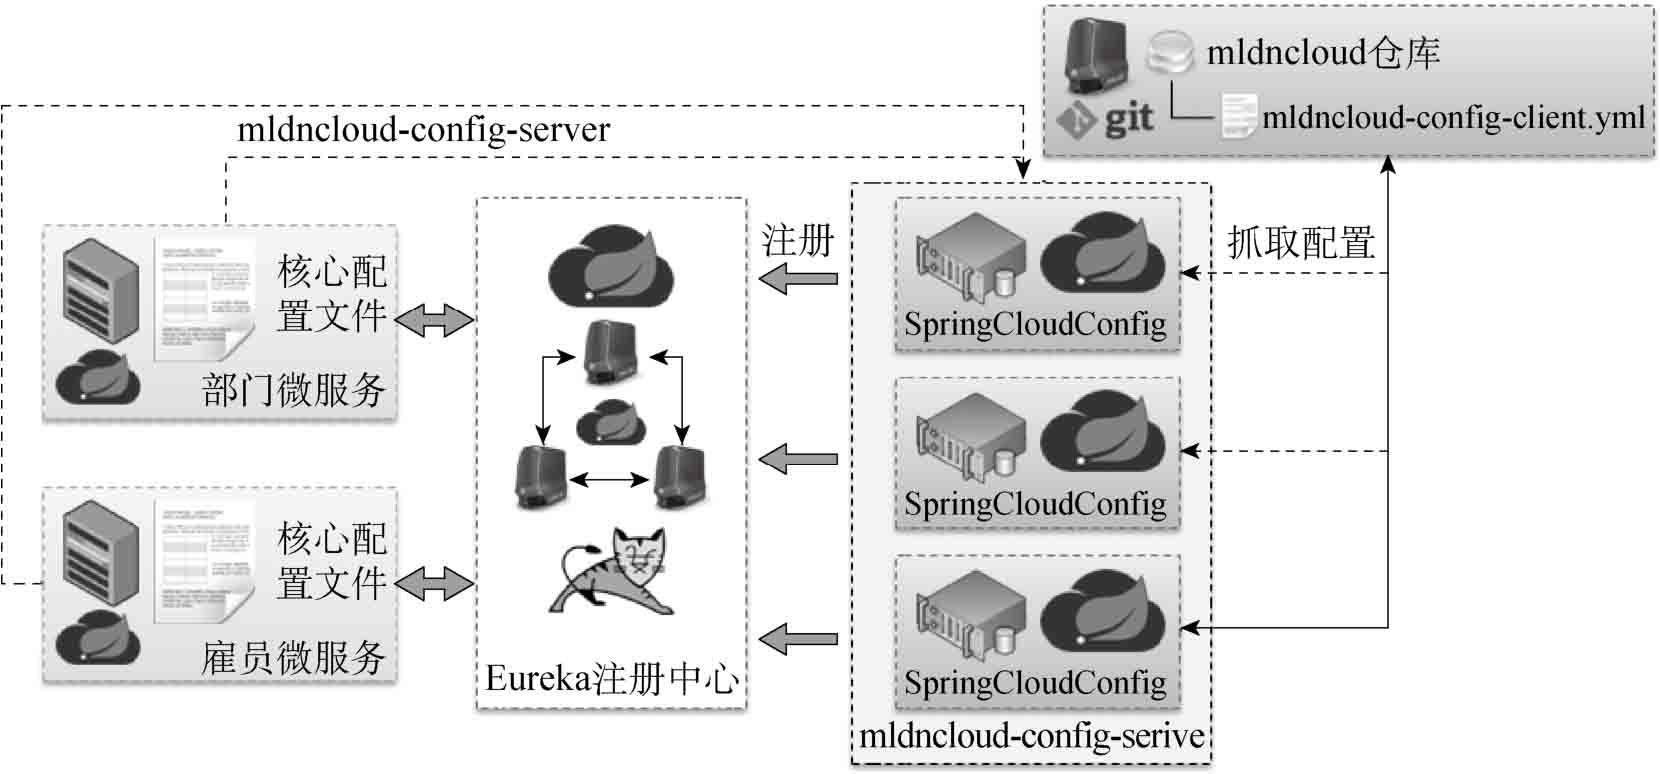 mldncloud仓库
git
mldncloud-config-client.yml
mldncloud-config-server
注册
抓取配置
核心配
置文件
部门微服务
SpringCloudConfig
SpringCloudConfig
核心配
置文件
雇员微服务
Eureka注册中心
SpringCloudConfig
mldncloud-config-serive